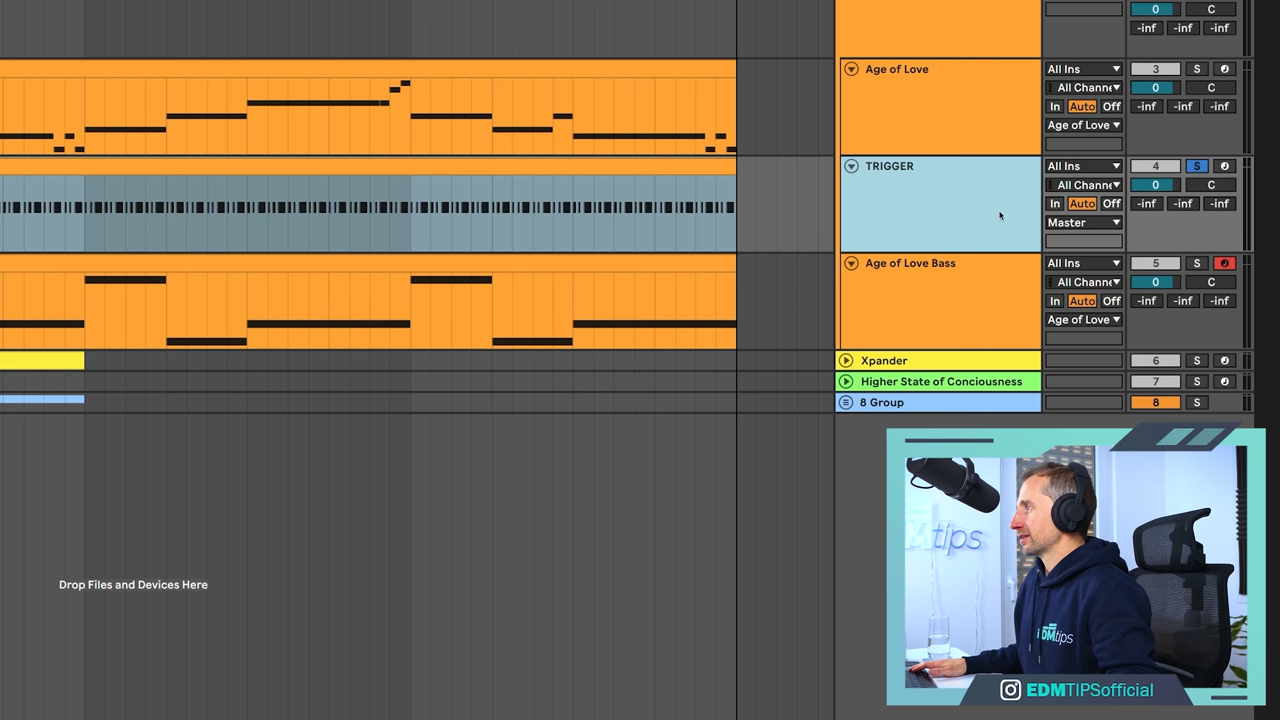 0 C
-inf -inf -inf
Age of Love All Ins 3 S
All Channe 0 C
In Auto Off -inf -inf -inf
Age of Love
TRIGGER All Ins 4 S
All Channe 0 C
In Auto Off -inf -inf -inf
Master
Age of Love Bass All Ins 5 S
All Channe 0 C
In Auto Off -inf -inf -inf
Age of Love
Xpander 6 S
Higher State of Conciousness 7 S
8 Group 8 S
Drop Files and Devices Here
Mtips
EDMtips
EDMTIPSofficial